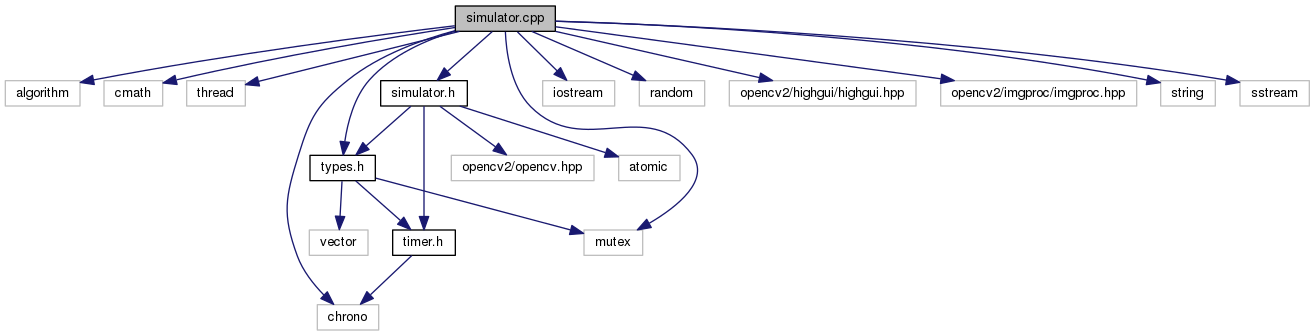 simulator.cpp
algorithm
cmath
thread
simulator.h
iostream
random
opencv2/highgui/highgui.hpp
opencv2/imgproc/imgproc.hpp
string
sstream
types.h
opencv2/opencv.hpp
atomic
vector
timer.h
mutex
chrono